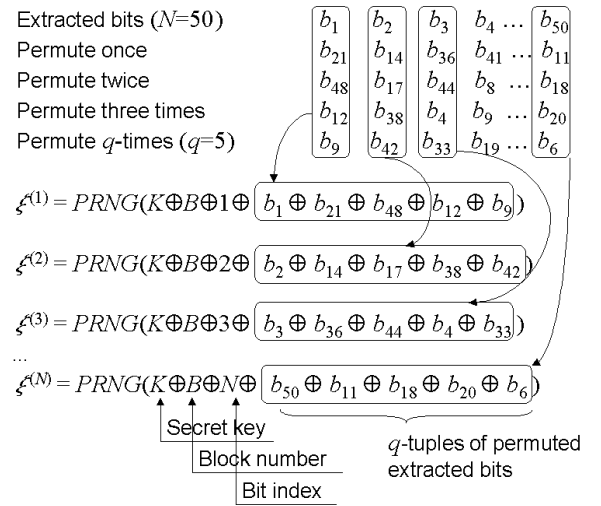 Extracted bits (N=50) b₁ b₂ b₃ b₄ … b₅₀
Permute once b₂₁ b₁₄ b₃₆ b₄₁ … b₁₁
Permute twice b₄₈ b₁₇ b₄₄ b₈ … b₁₈
Permute three times b₁₂ b₃₈ b₄ b₉ … b₂₀
Permute q-times (q=5) b₉ b₄₂ b₃₃ b₁₉ … b₆
ξ⁽¹⁾ = PRNG(K⊕B⊕1⊕ b₁ ⊕ b₂₁ ⊕ b₄₈ ⊕ b₁₂ ⊕ b₉ )
ξ⁽²⁾ = PRNG(K⊕B⊕2⊕ b₂ ⊕ b₁₄ ⊕ b₁₇ ⊕ b₃₈ ⊕ b₄₂ )
ξ⁽³⁾ = PRNG(K⊕B⊕3⊕ b₃ ⊕ b₃₆ ⊕ b₄₄ ⊕ b₄ ⊕ b₃₃ )
...
ξ⁽ᴺ⁾ = PRNG(K⊕B⊕N⊕ b₅₀ ⊕ b₁₁ ⊕ b₁₈ ⊕ b₂₀ ⊕ b₆ )
Secret key
Block number
Bit index
q-tuples of permuted
extracted bits